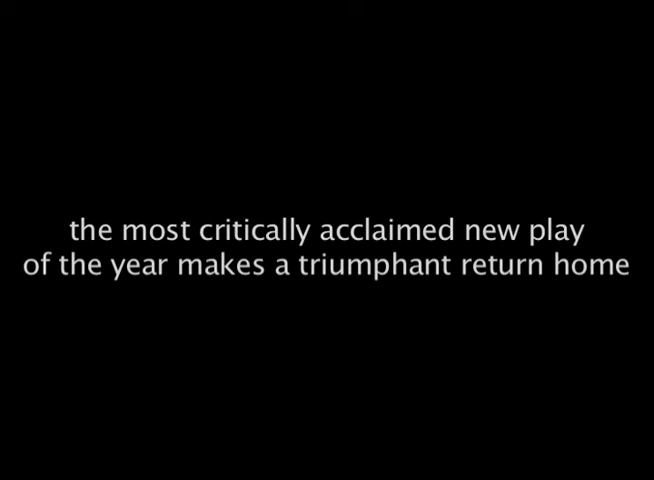 the most critically acclaimed new play
of the year makes a triumphant return home